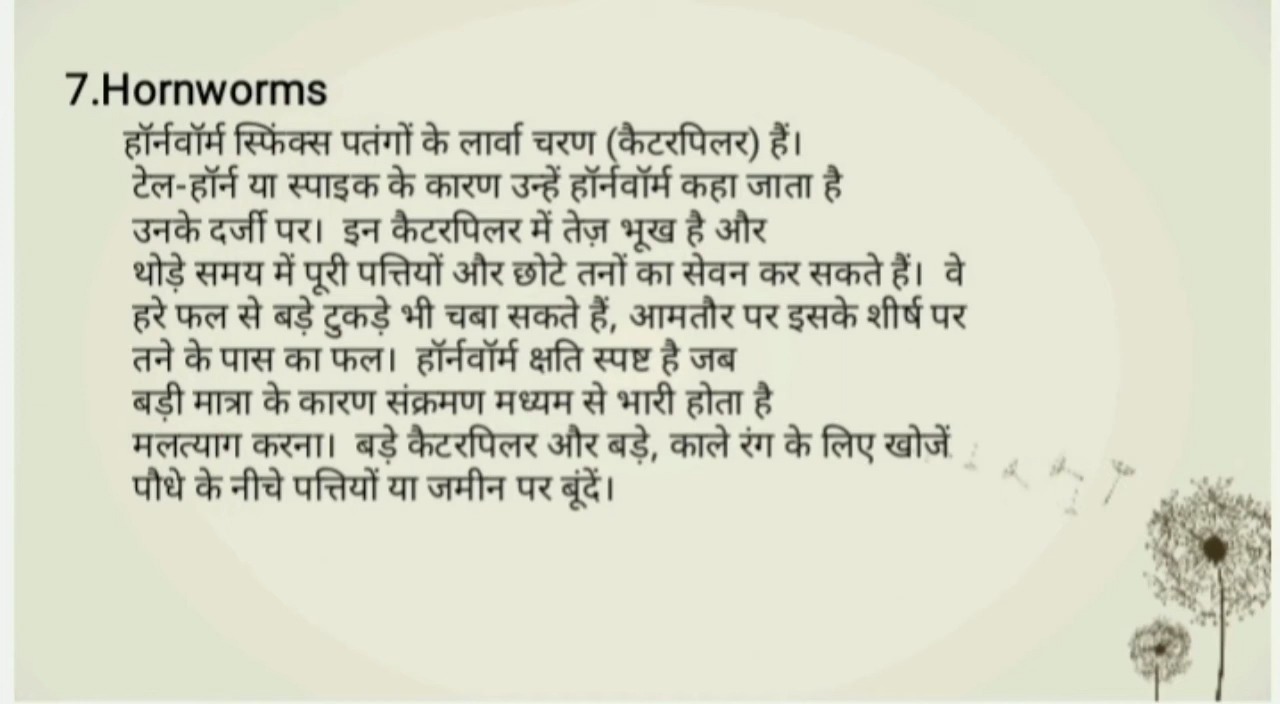 7.Hornworms
हॉर्नवॉर्म स्फिंक्स पतंगों के लार्वा चरण (कैटरपिलर) हैं।
टेल-हॉर्न या स्पाइक के कारण उन्हें हॉर्नवॉर्म कहा जाता है
उनके दर्जी पर। इन कैटरपिलर में तेज़ भूख है और
थोड़े समय में पूरी पत्तियों और छोटे तनों का सेवन कर सकते हैं। वे
हरे फल से बड़े टुकड़े भी चबा सकते हैं, आमतौर पर इसके शीर्ष पर
तने के पास का फल। हॉर्नवॉर्म क्षति स्पष्ट है जब
बड़ी मात्रा के कारण संक्रमण मध्यम से भारी होता है
मलत्याग करना। बड़े कैटरपिलर और बड़े, काले रंग के लिए खोजें
पौधे के नीचे पत्तियों या जमीन पर बूंदें।